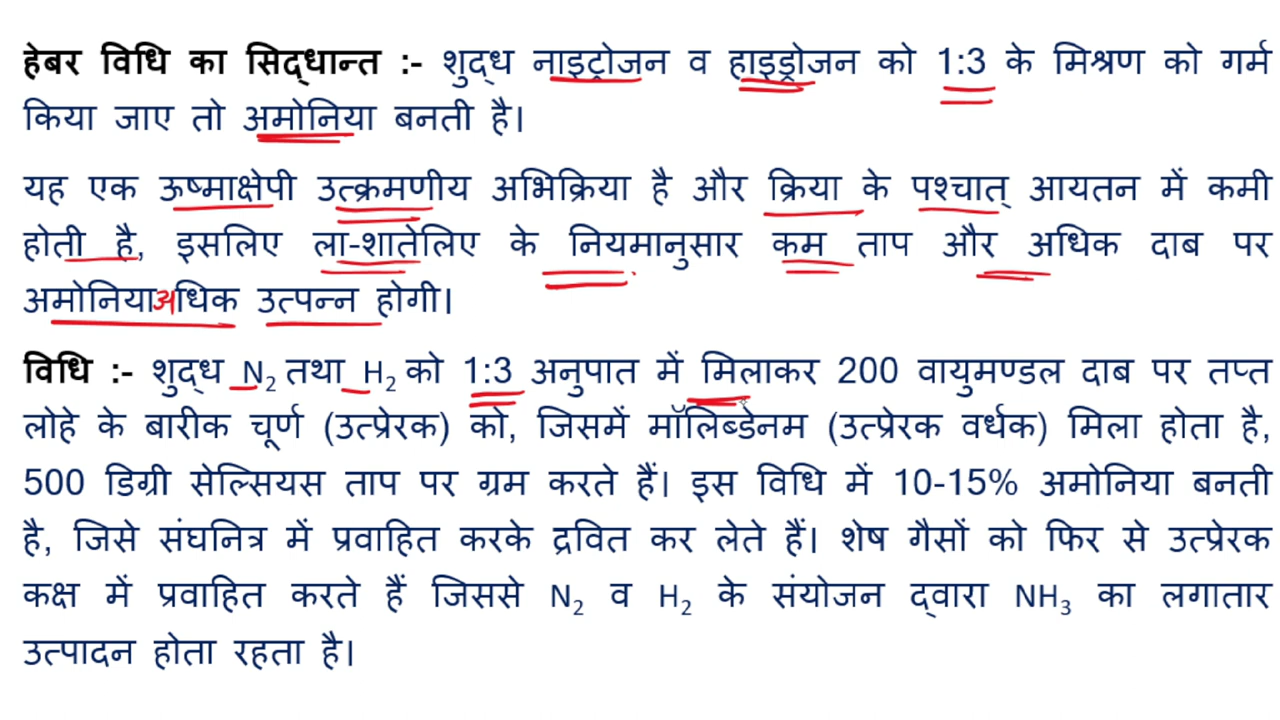 हेबर विधि का सिद्धान्त :- शुद्ध नाइट्रोजन व हाइड्रोजन को 1:3 के मिश्रण को गर्म
किया जाए तो अमोनिया बनती है।
यह एक ऊष्माक्षेपी उत्क्रमणीय अभिक्रिया है और क्रिया के पश्चात् आयतन में कमी
होती है, इसलिए ला-शातेलिए के नियमानुसार कम ताप और अधिक दाब पर
अमोनियाअधिक उत्पन्न होगी।
विधि :- शुद्ध N₂ तथा H₂ को 1:3 अनुपात में मिलाकर 200 वायुमण्डल दाब पर तप्त
लोहे के बारीक चूर्ण (उत्प्रेरक) को, जिसमें मॉलिब्डेनम (उत्प्रेरक वर्धक) मिला होता है,
500 डिग्री सेल्सियस ताप पर ग्रम करते हैं। इस विधि में 10-15% अमोनिया बनती
है, जिसे संघनित्र में प्रवाहित करके द्रवित कर लेते हैं। शेष गैसों को फिर से उत्प्रेरक
कक्ष में प्रवाहित करते हैं जिससे N₂ व H₂ के संयोजन द्वारा NH₃ का लगातार
उत्पादन होता रहता है।